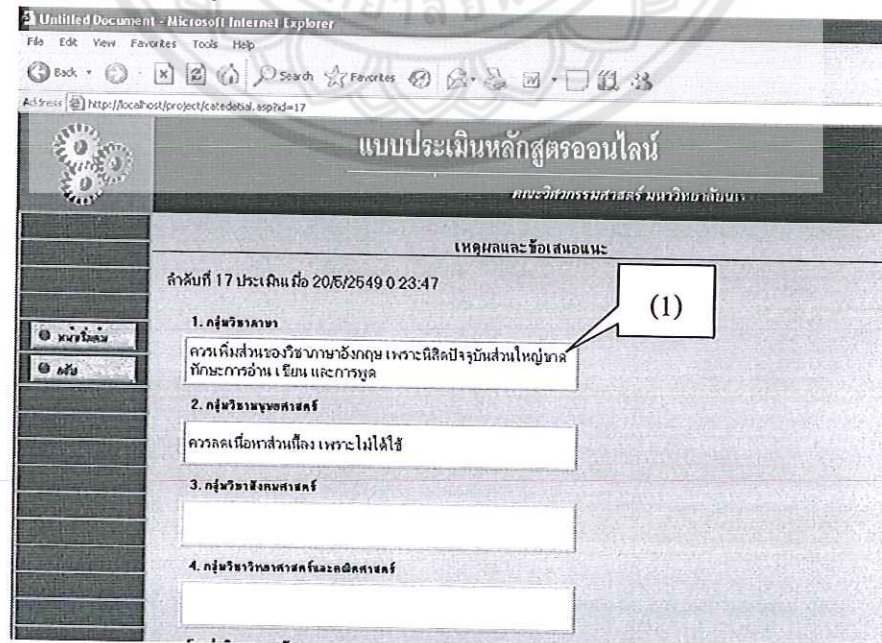 Untitled Document - Microsoft Internet Explorer
File Edit View Favorites Tools Help
Back Search Favorites
Address http://localhost/project/catedetial.asp?id=17
แบบประเมินหลักสูตรออนไลน์
คณะวิศวกรรมศาสตร์ มหาวิทยาลัย
เหตุผลและข้อเสนอแนะ
ลำดับที่ 17 ประเมินเมื่อ 20/5/2549 0:23:47
(1)
1. กลุ่มวิชาภาษา
ควรเพิ่มส่วนของวิชาภาษาอังกฤษ เพราะนิสิตปัจจุบันส่วนใหญ่ขาด
ทักษะการอ่าน เขียน และการพูด
หน้าเริ่มต้น
กลับ
2. กลุ่มวิชามนุษยศาสตร์
ควรลดเนื้อหาส่วนนี้ลง เพราะไม่ได้ใช้
3. กลุ่มวิชาสังคมศาสตร์
4. กลุ่มวิชาวิทยาศาสตร์และคณิตศาสตร์